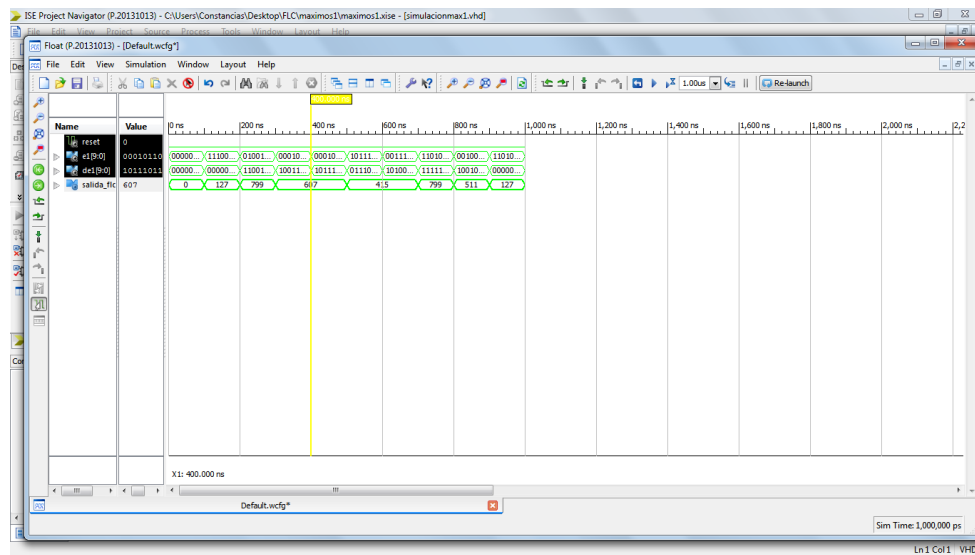 ISE Project Navigator (P.20131013) - C:\Users\Constancias\Desktop\FLC\maximos1\maximos1.xise - [simulacionmax1.vhd]
File Edit View Project Source Process Tools Window Layout Help
Float (P.20131013) - [Default.wcfg*]
File Edit View Simulation Window Layout Help
1.00us Re-launch
Name Value 0 ns 200 ns 400 ns 600 ns 800 ns 1,000 ns 1,200 ns 1,400 ns 1,600 ns 1,800 ns 2,000 ns 2,2
reset 0
e1[9:0] 00010110 00000... 11100... 01001... 00010... 00010... 10111... 00111... 11010... 00100... 11010...
de1[9:0] 10111011 00000... 00000... 11001... 10011... 10111... 01110... 10100... 11111... 10010... 00000...
salida_flc 607 0 127 799 607 415 799 511 127
X1: 400.000 ns
Default.wcfg*
Sim Time: 1,000,000 ps
Ln 1 Col 1 VHD